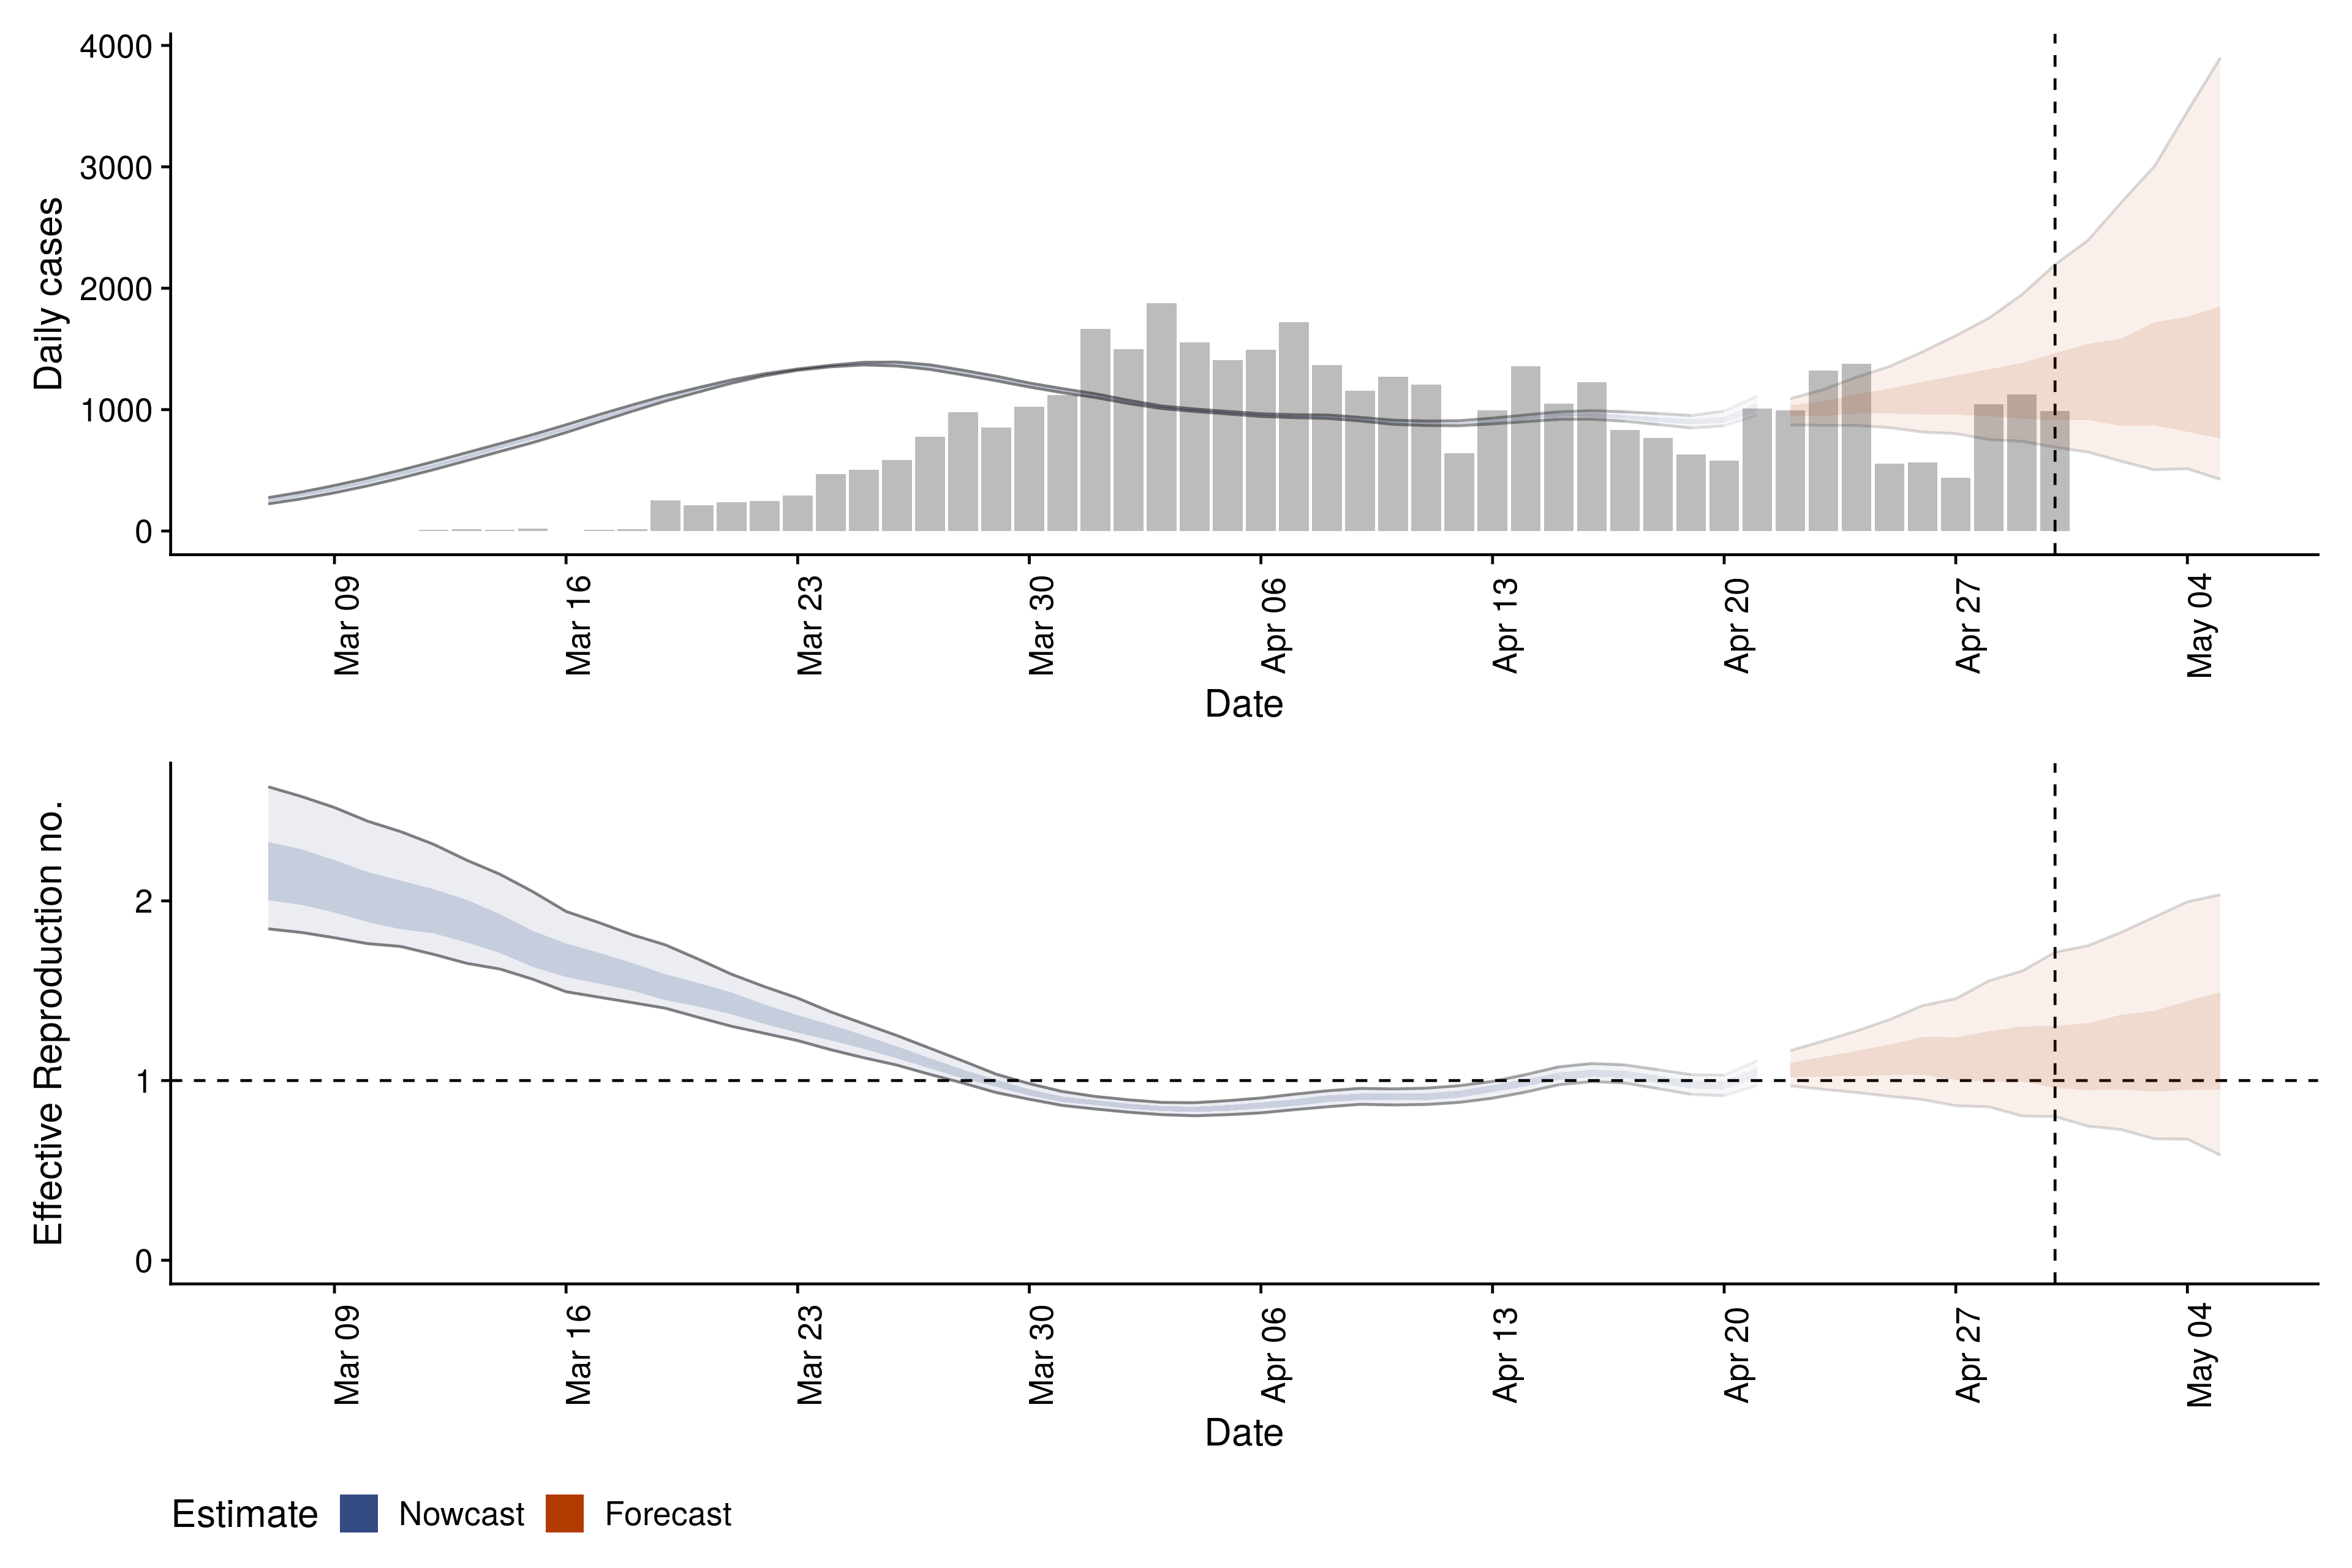 Daily cases
4000
3000
2000
1000
0
Mar 09
Mar 16
Mar 23
Mar 30
Apr 06
Apr 13
Apr 20
Apr 27
May 04
Date
Effective Reproduction no.
2
1
0
Mar 09
Mar 16
Mar 23
Mar 30
Apr 06
Apr 13
Apr 20
Apr 27
May 04
Date
Estimate Nowcast Forecast